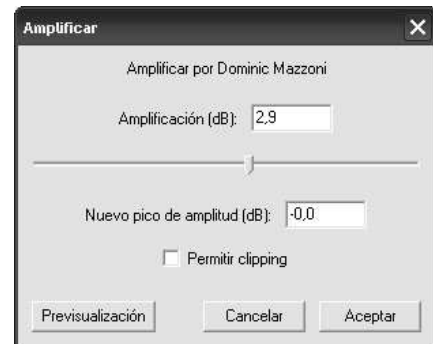 Amplificar
Amplificar por Dominic Mazzoni
Amplificación (dB): 2,9
Nuevo pico de amplitud (dB): -0,0
Permitir clipping
Previsualización Cancelar Aceptar